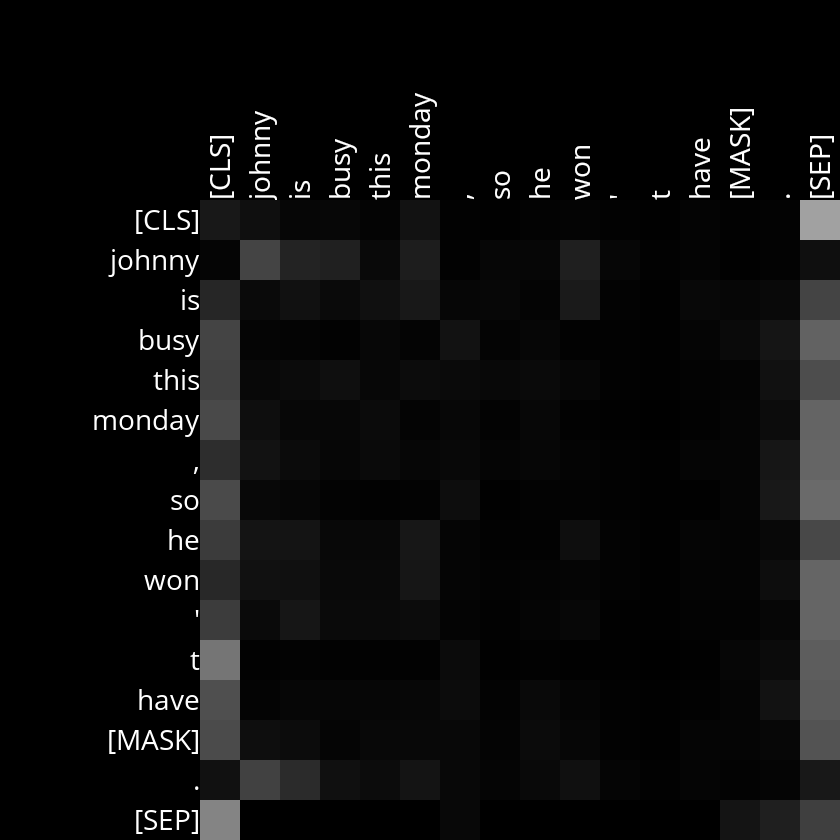 [CLS] johnny is busy this monday , so he won ' t have [MASK] . [SEP]
[CLS]
johnny
is
busy
this
monday
,
so
he
won
'
t
have
[MASK]
.
[SEP]